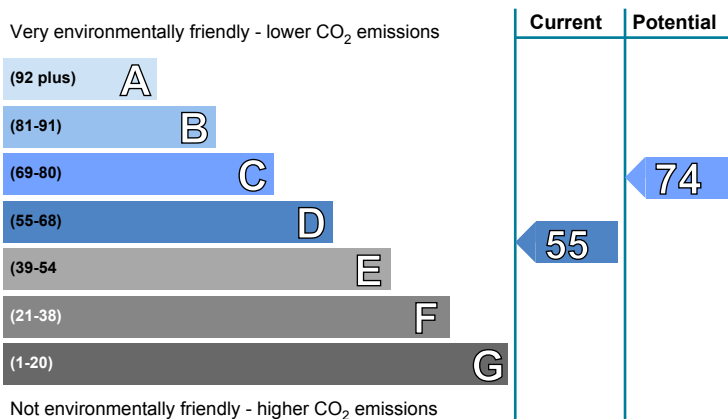 Current Potential
Very environmentally friendly - lower CO2 emissions
(92 plus) A
(81-91) B
(69-80) C
74
(55-68) D
55
(39-54 E
(21-38) F
(1-20) G
Not environmentally friendly - higher CO2 emissions